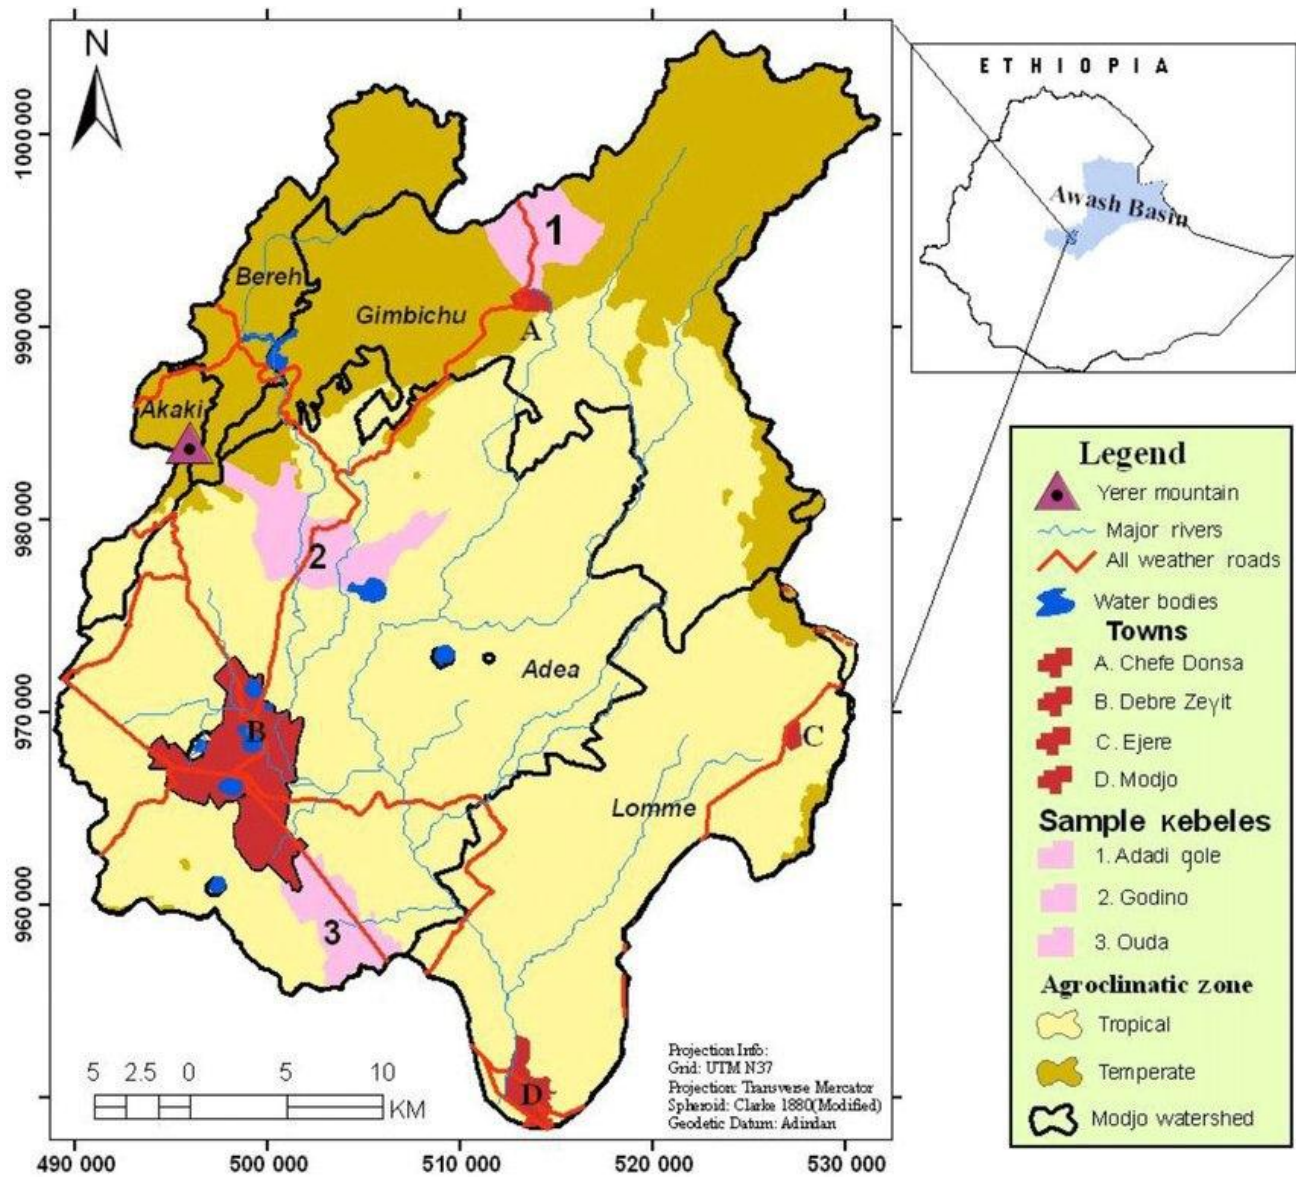 N
ETHIOPIA
Awash Basin
1000 000
990 000
980 000
970 000
960 000
1
Bereh
Gimbichu
A
Akaki
2
Adea
B
C
Lomme
3
D
5 2.5 0 5 10
KM
Projection Info:
Grid: UTM N37
Projection: Transverse Mercator
Spheroid: Clarke 1880(Modified)
Geodetic Datum: Adindan
490 000 500 000 510 000 520 000 530 000
Legend
Yerer mountain
Major rivers
All weather roads
Water bodies
Towns
A. Chefe Donsa
B. Debre Zeyit
C. Ejere
D. Modjo
Sample Kebeles
1. Adadi gole
2. Godino
3. Ouda
Agroclimatic zone
Tropical
Temperate
Modjo watershed